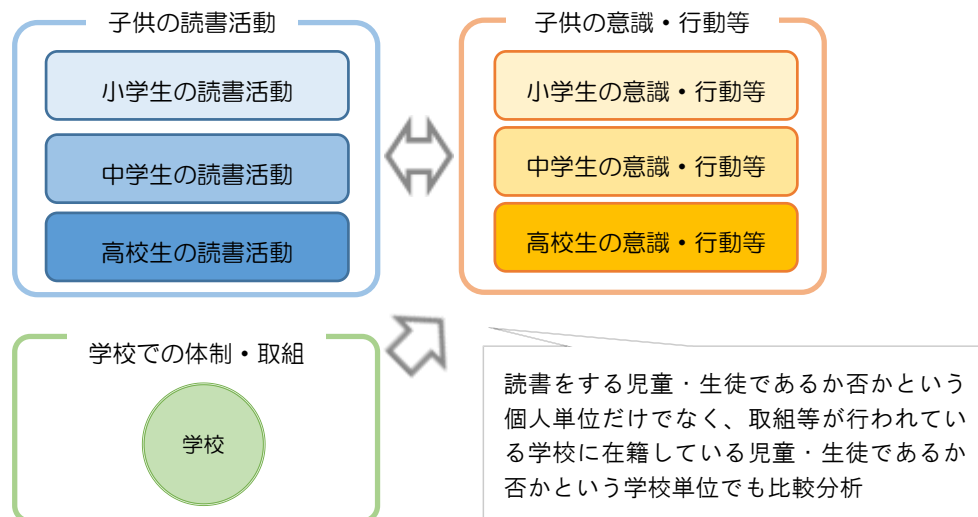 子供の読書活動
小学生の読書活動
中学生の読書活動
高校生の読書活動
子供の意識・行動等
小学生の意識・行動等
中学生の意識・行動等
高校生の意識・行動等
学校での体制・取組
学校
読書をする児童・生徒であるか否かという
個人単位だけでなく、取組等が行われてい
る学校に在籍している児童・生徒であるか
否かという学校単位でも比較分析